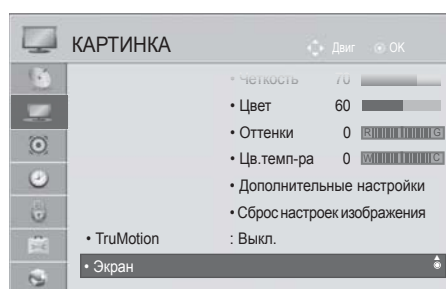 КАРТИНКА
Двиг OK
• Четкость 70
• Цвет 60
• Оттенки 0 R G
• Цв.темп-ра 0 W C
• Дополнительные настройки
• Сброс настроек изображения
• TruMotion : Выкл.
• Экран